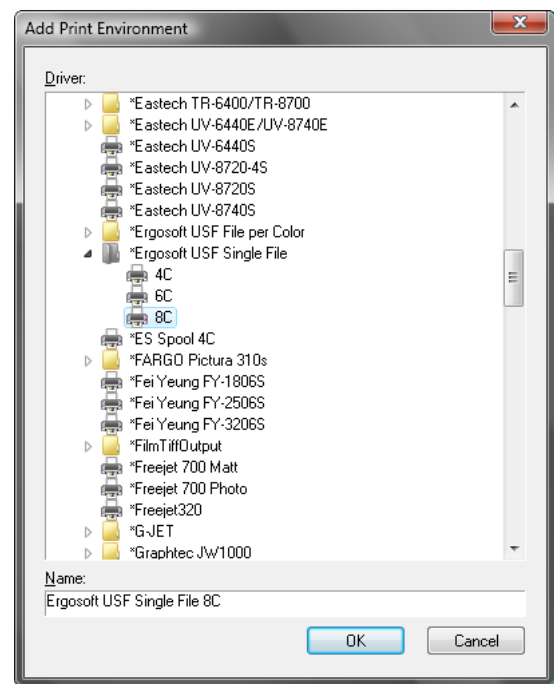 Add Print Environment
Driver:
*Eastech TR-6400/TR-8700
*Eastech UV-6440E/UV-8740E
*Eastech UV-6440S
*Eastech UV-8720-4S
*Eastech UV-8720S
*Eastech UV-8740S
*Ergosoft USF File per Color
*Ergosoft USF Single File
4C
6C
8C
*ES Spool 4C
*FARGO Pictura 310s
*Fei Yeung FY-1806S
*Fei Yeung FY-2506S
*Fei Yeung FY-3206S
*FilmTiffOutput
*Freejet 700 Matt
*Freejet 700 Photo
*Freejet320
*G-JET
*Graphtec JW1000
Name:
Ergosoft USF Single File 8C
OK Cancel